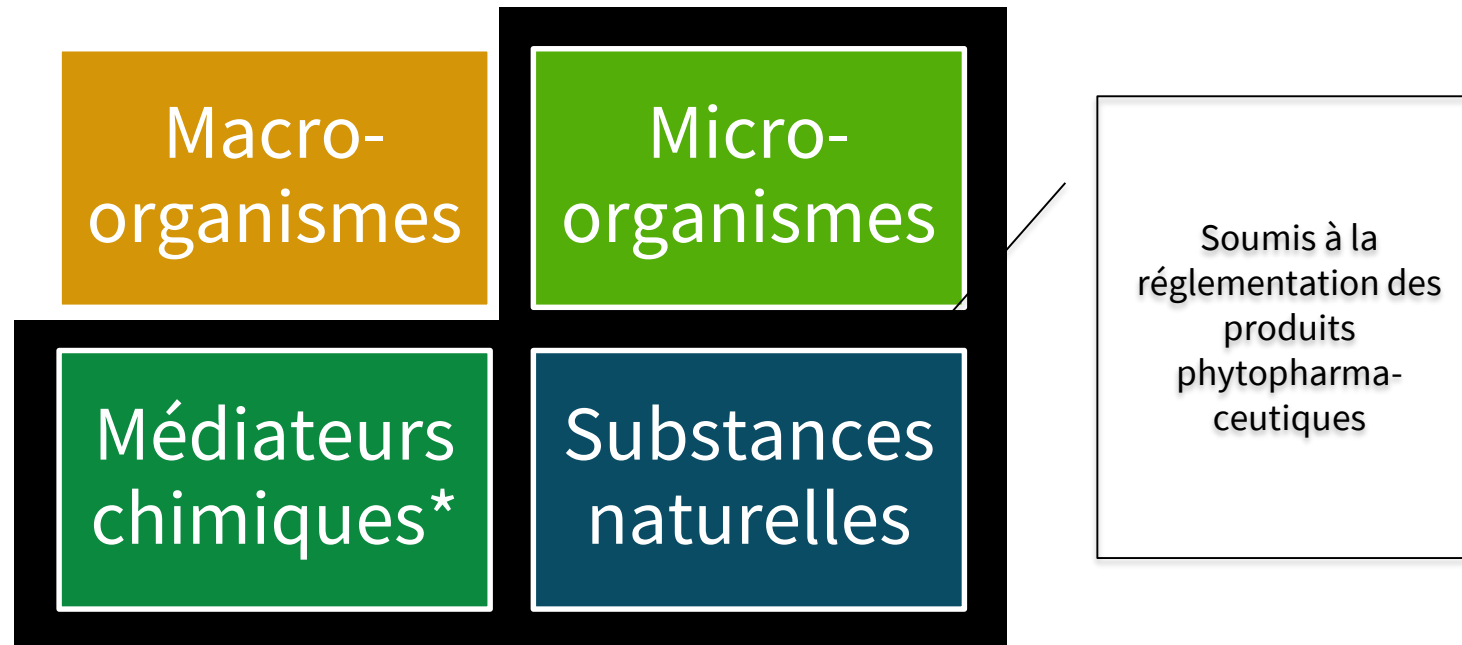 Macro-
organismes
Micro-
organismes
Médiateurs
chimiques*
Substances
naturelles
Soumis à la
réglementation des
produits
phytopharma-
ceutiques